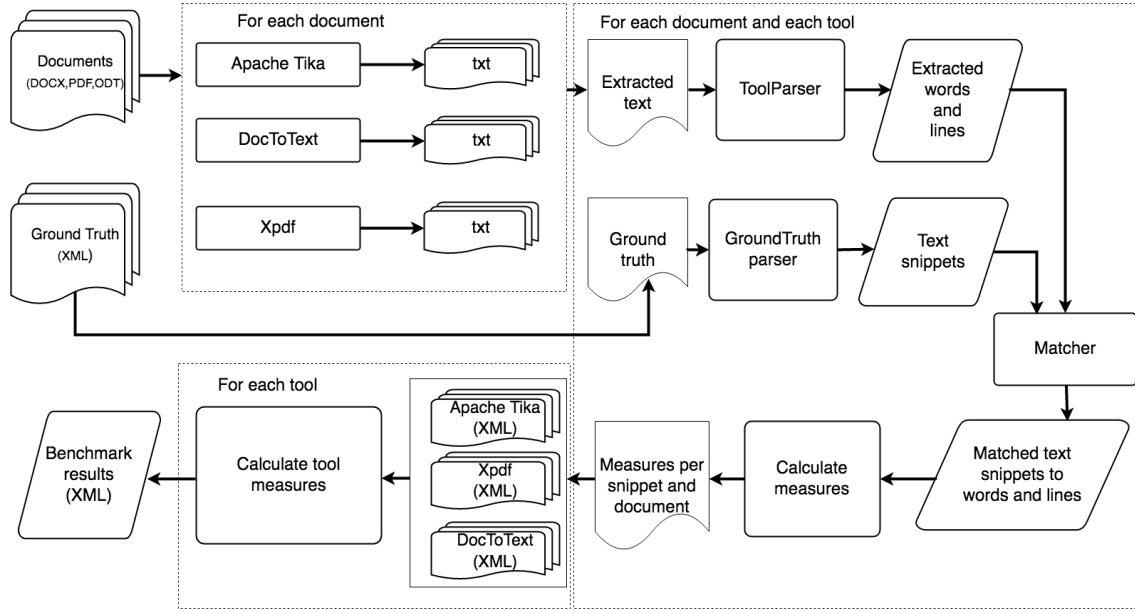 For each document
For each document and each tool
Documents
(DOCX,PDF,ODT)
Apache Tika
txt
DocToText
txt
Xpdf
txt
Ground Truth
(XML)
Extracted
text
ToolParser
Extracted
words
and
lines
Ground
truth
GroundTruth
parser
Text
snippets
Matcher
Matched text
snippets to
words and lines
Calculate
measures
Measures per
snippet and
document
For each tool
Apache Tika
(XML)
Xpdf
(XML)
DocToText
(XML)
Calculate tool
measures
Benchmark
results
(XML)